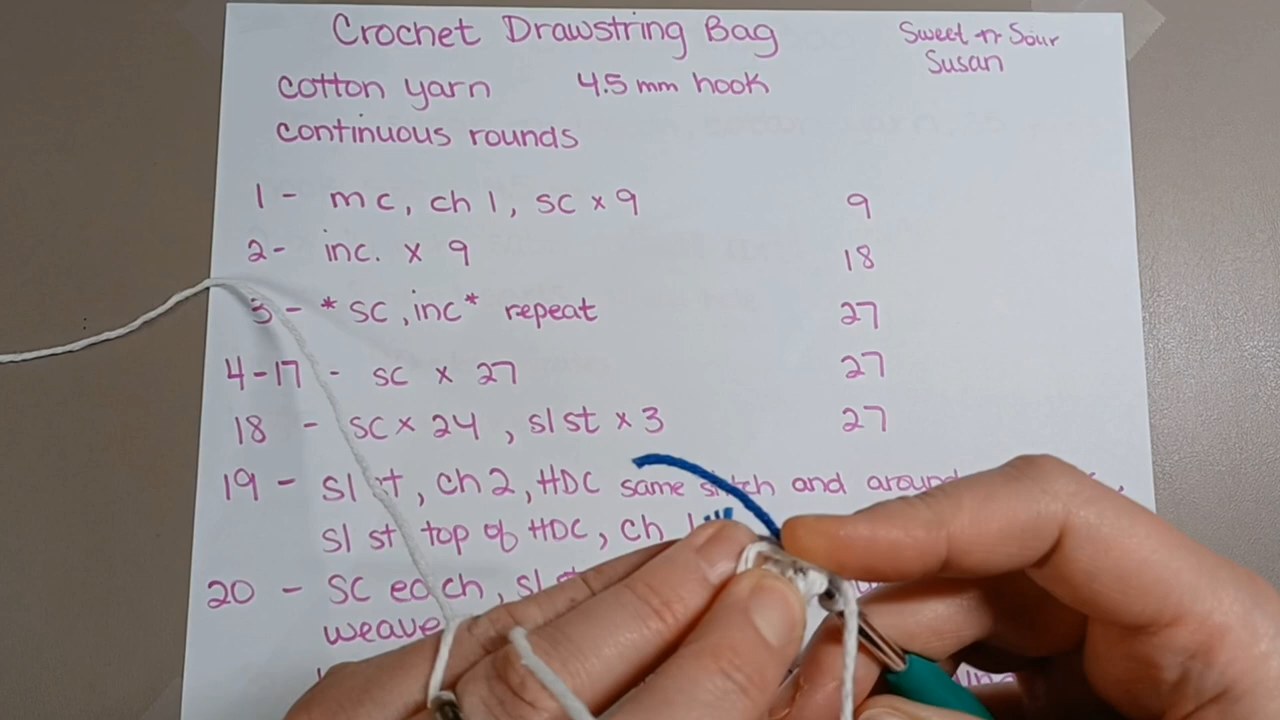 Crochet Drawstring Bag
Sweet n Sour
Susan
cotton yarn 4.5 mm hook
continuous rounds
1 - mc, ch 1, sc x 9 9
2- inc. x 9 18
3 - *sc, inc* repeat 27
4-17 - sc x 27 27
18 - sc x 24, sl st x 3 27
19 - sl st, ch 2, HDC same stitch and around
sl st top of HDC, ch 1
20 - SC each, sl st
weave